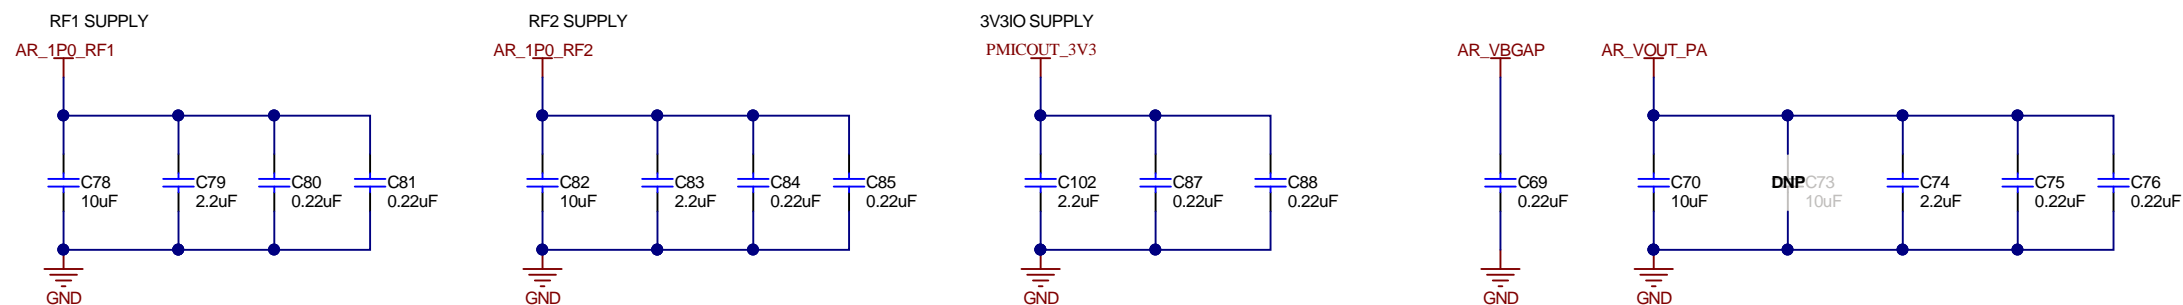 RF1 SUPPLY
AR_1P0_RF1
C78
10uF
C79
2.2uF
C80
0.22uF
C81
0.22uF
GND
RF2 SUPPLY
AR_1P0_RF2
C82
10uF
C83
2.2uF
C84
0.22uF
C85
0.22uF
GND
3V3IO SUPPLY
PMICOUT_3V3
C102
2.2uF
C87
0.22uF
C88
0.22uF
GND
AR_VBGAP
C69
0.22uF
GND
AR_VOUT_PA
C70
10uF
DNP C73
10uF
C74
2.2uF
C75
0.22uF
C76
0.22uF
GND